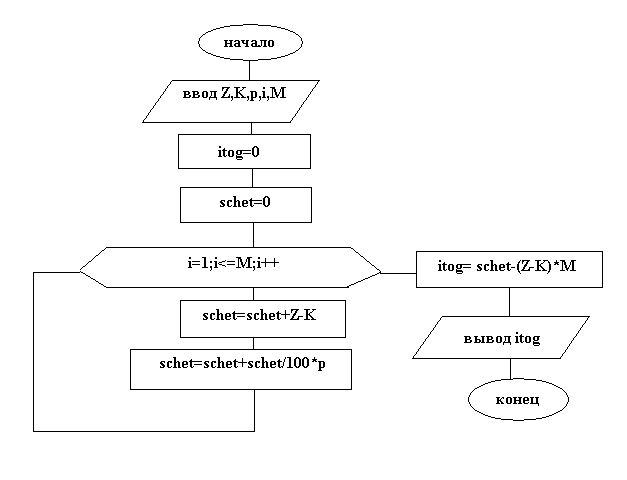 начало
ввод Z,K,p,i,M
itog=0
schet=0
i=1;i<=M;i++
schet=schet+Z-K
schet=schet+schet/100*p
itog= schet-(Z-K)*M
вывод itog
конец